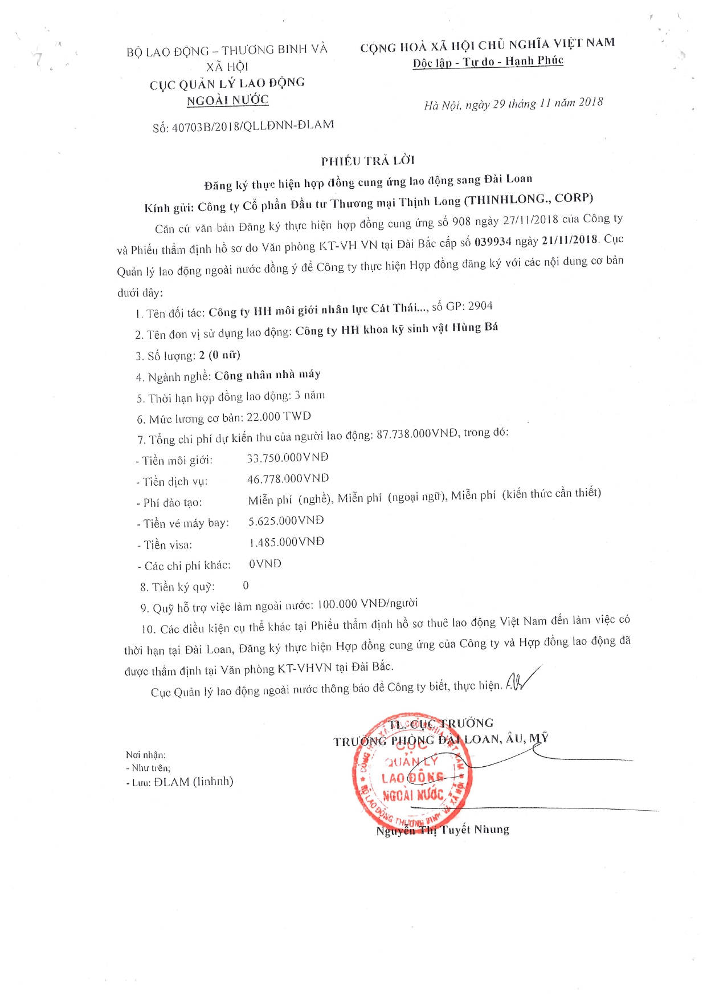 BỘ LAO ĐỘNG – THƯƠNG BINH VÀ
XÃ HỘI
CỤC QUẢN LÝ LAO ĐỘNG
NGOÀI NƯỚC
Số: 40703B/2018/QLLĐNN-ĐLAM
CỘNG HOÀ XÃ HỘI CHỦ NGHĨA VIỆT NAM
Độc lập - Tự do - Hạnh Phúc
Hà Nội, ngày 29 tháng 11 năm 2018
PHIẾU TRẢ LỜI
Đăng ký thực hiện hợp đồng cung ứng lao động sang Đài Loan
Kính gửi: Công ty Cổ phần Đầu tư Thương mại Thịnh Long (THINHLONG., CORP)
Căn cứ văn bản Đăng ký thực hiện hợp đồng cung ứng số 908 ngày 27/11/2018 của Công ty
và Phiếu thẩm định hồ sơ do Văn phòng KT-VH VN tại Đài Bắc cấp số 039934 ngày 21/11/2018. Cục
Quản lý lao động ngoài nước đồng ý để Công ty thực hiện Hợp đồng đăng ký với các nội dung cơ bản
dưới đây:
1. Tên đối tác: Công ty HH môi giới nhân lực Cát Thái..., số GP: 2904
2. Tên đơn vị sử dụng lao động: Công ty HH khoa kỹ sinh vật Hùng Bá
3. Số lượng: 2 (0 nữ)
4. Ngành nghề: Công nhân nhà máy
5. Thời hạn hợp đồng lao động: 3 năm
6. Mức lương cơ bản: 22.000 TWD
7. Tổng chi phí dự kiến thu của người lao động: 87.738.000VNĐ, trong đó:
- Tiền môi giới: 33.750.000VNĐ
- Tiền dịch vụ: 46.778.000VNĐ
- Phí đào tạo: Miễn phí (nghề), Miễn phí (ngoại ngữ), Miễn phí (kiến thức cần thiết)
- Tiền vé máy bay: 5.625.000VNĐ
- Tiền visa: 1.485.000VNĐ
- Các chi phí khác: 0VNĐ
8. Tiền ký quỹ: 0
9. Quỹ hỗ trợ việc làm ngoài nước: 100.000 VNĐ/người
10. Các điều kiện cụ thể khác tại Phiếu thẩm định hồ sơ thuê lao động Việt Nam đến làm việc có
thời hạn tại Đài Loan, Đăng ký thực hiện Hợp đồng cung ứng của Công ty và Hợp đồng lao động đã
được thẩm định tại Văn phòng KT-VHVN tại Đài Bắc.
Cục Quản lý lao động ngoài nước thông báo để Công ty biết, thực hiện.
TL. CỤC TRƯỞNG
TRƯỞNG PHÒNG ĐÀI LOAN, ÂU, MỸ
CỤC
QUẢN LÝ
LAO ĐỘNG
NGOÀI NƯỚC
BỘ LAO ĐỘNG THƯƠNG BINH VÀ XÃ HỘI
Nơi nhận:
- Như trên;
- Lưu: ĐLAM (linhnh)
Nguyễn Thị Tuyết Nhung